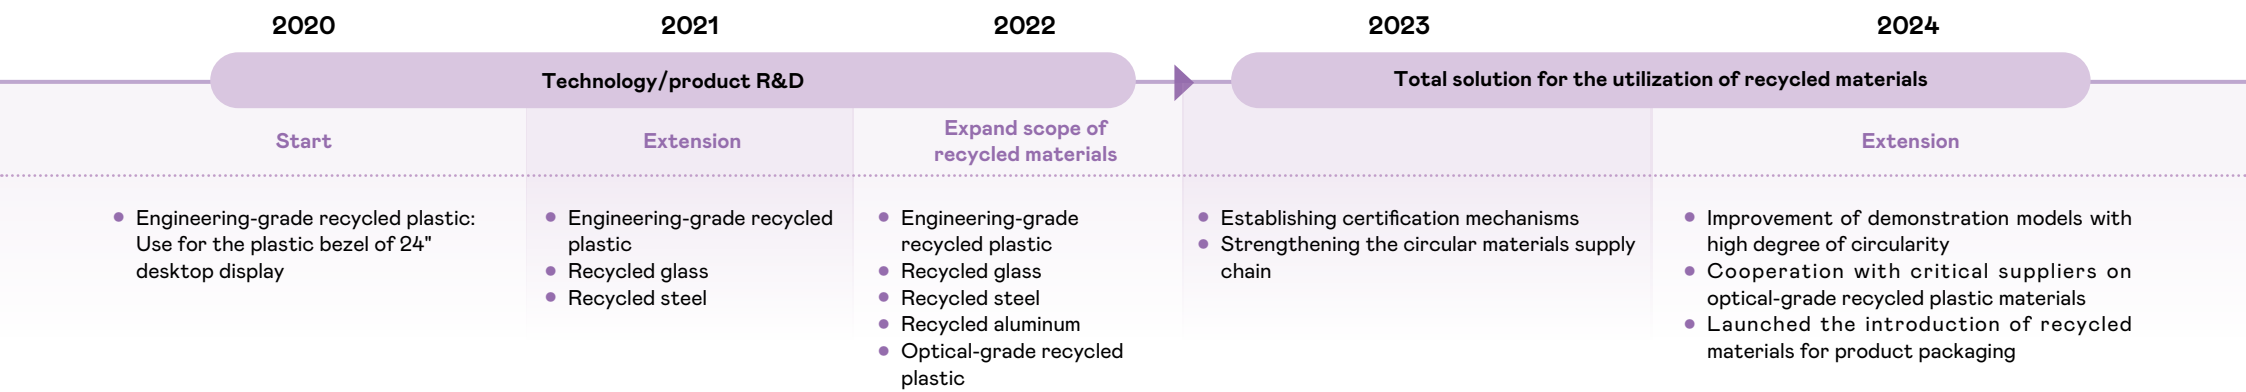 2020
2021
2022
2023
2024
Technology/product R&D
Total solution for the utilization of recycled materials
Start
Extension
Expand scope of
recycled materials
Extension
Engineering-grade recycled plastic:
Use for the plastic bezel of 24"
desktop display
Engineering-grade recycled
plastic
Recycled glass
Recycled steel
Engineering-grade
recycled plastic
Recycled glass
Recycled steel
Recycled aluminum
Optical-grade recycled
plastic
Establishing certification mechanisms
Strengthening the circular materials supply
chain
Improvement of demonstration models with
high degree of circularity
Cooperation with critical suppliers on
optical-grade recycled plastic materials
Launched the introduction of recycled
materials for product packaging